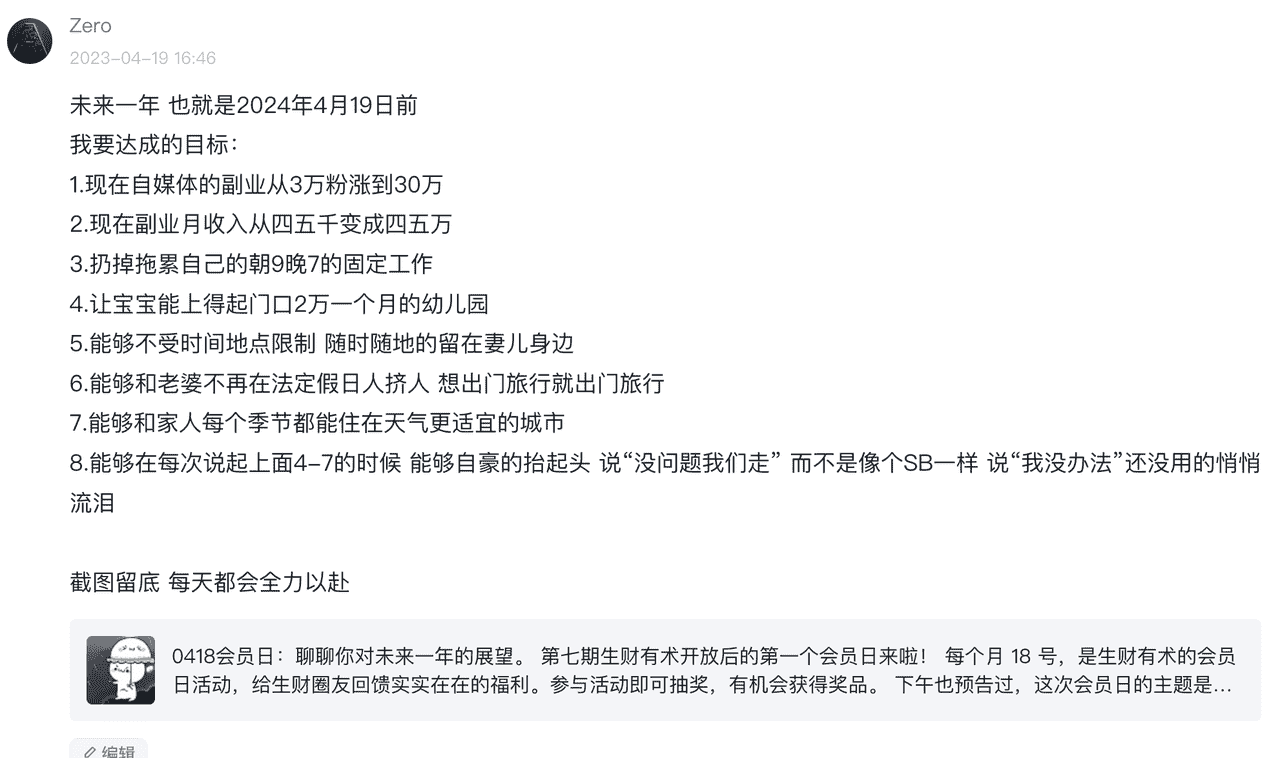 Zero
2023-04-19 16:46
未来一年 也就是2024年4月19日前
我要达成的目标：
1.现在自媒体的副业从3万粉涨到30万
2.现在副业月收入从四五千变成四五万
3.扔掉拖累自己的朝9晚7的固定工作
4.让宝宝能上得起门口2万一个月的幼儿园
5.能够不受时间地点限制 随时随地的留在妻儿身边
6.能够和老婆不再在法定假日人挤人 想出门旅行就出门旅行
7.能够和家人每个季节都能住在天气更适宜的城市
8.能够在每次说起上面4-7的时候 能够自豪的抬起头 说“没问题我们走” 而不是像个SB一样 说“我没办法”还没用的悄悄
流泪
截图留底 每天都会全力以赴
0418会员日：聊聊你对未来一年的展望。 第七期生财有术开放后的第一个会员日来啦！ 每个月 18 号，是生财有术的会员
日活动，给生财圈友回馈实实在在的福利。参与活动即可抽奖，有机会获得奖品。 下午也预告过，这次会员日的主题是...
编辑